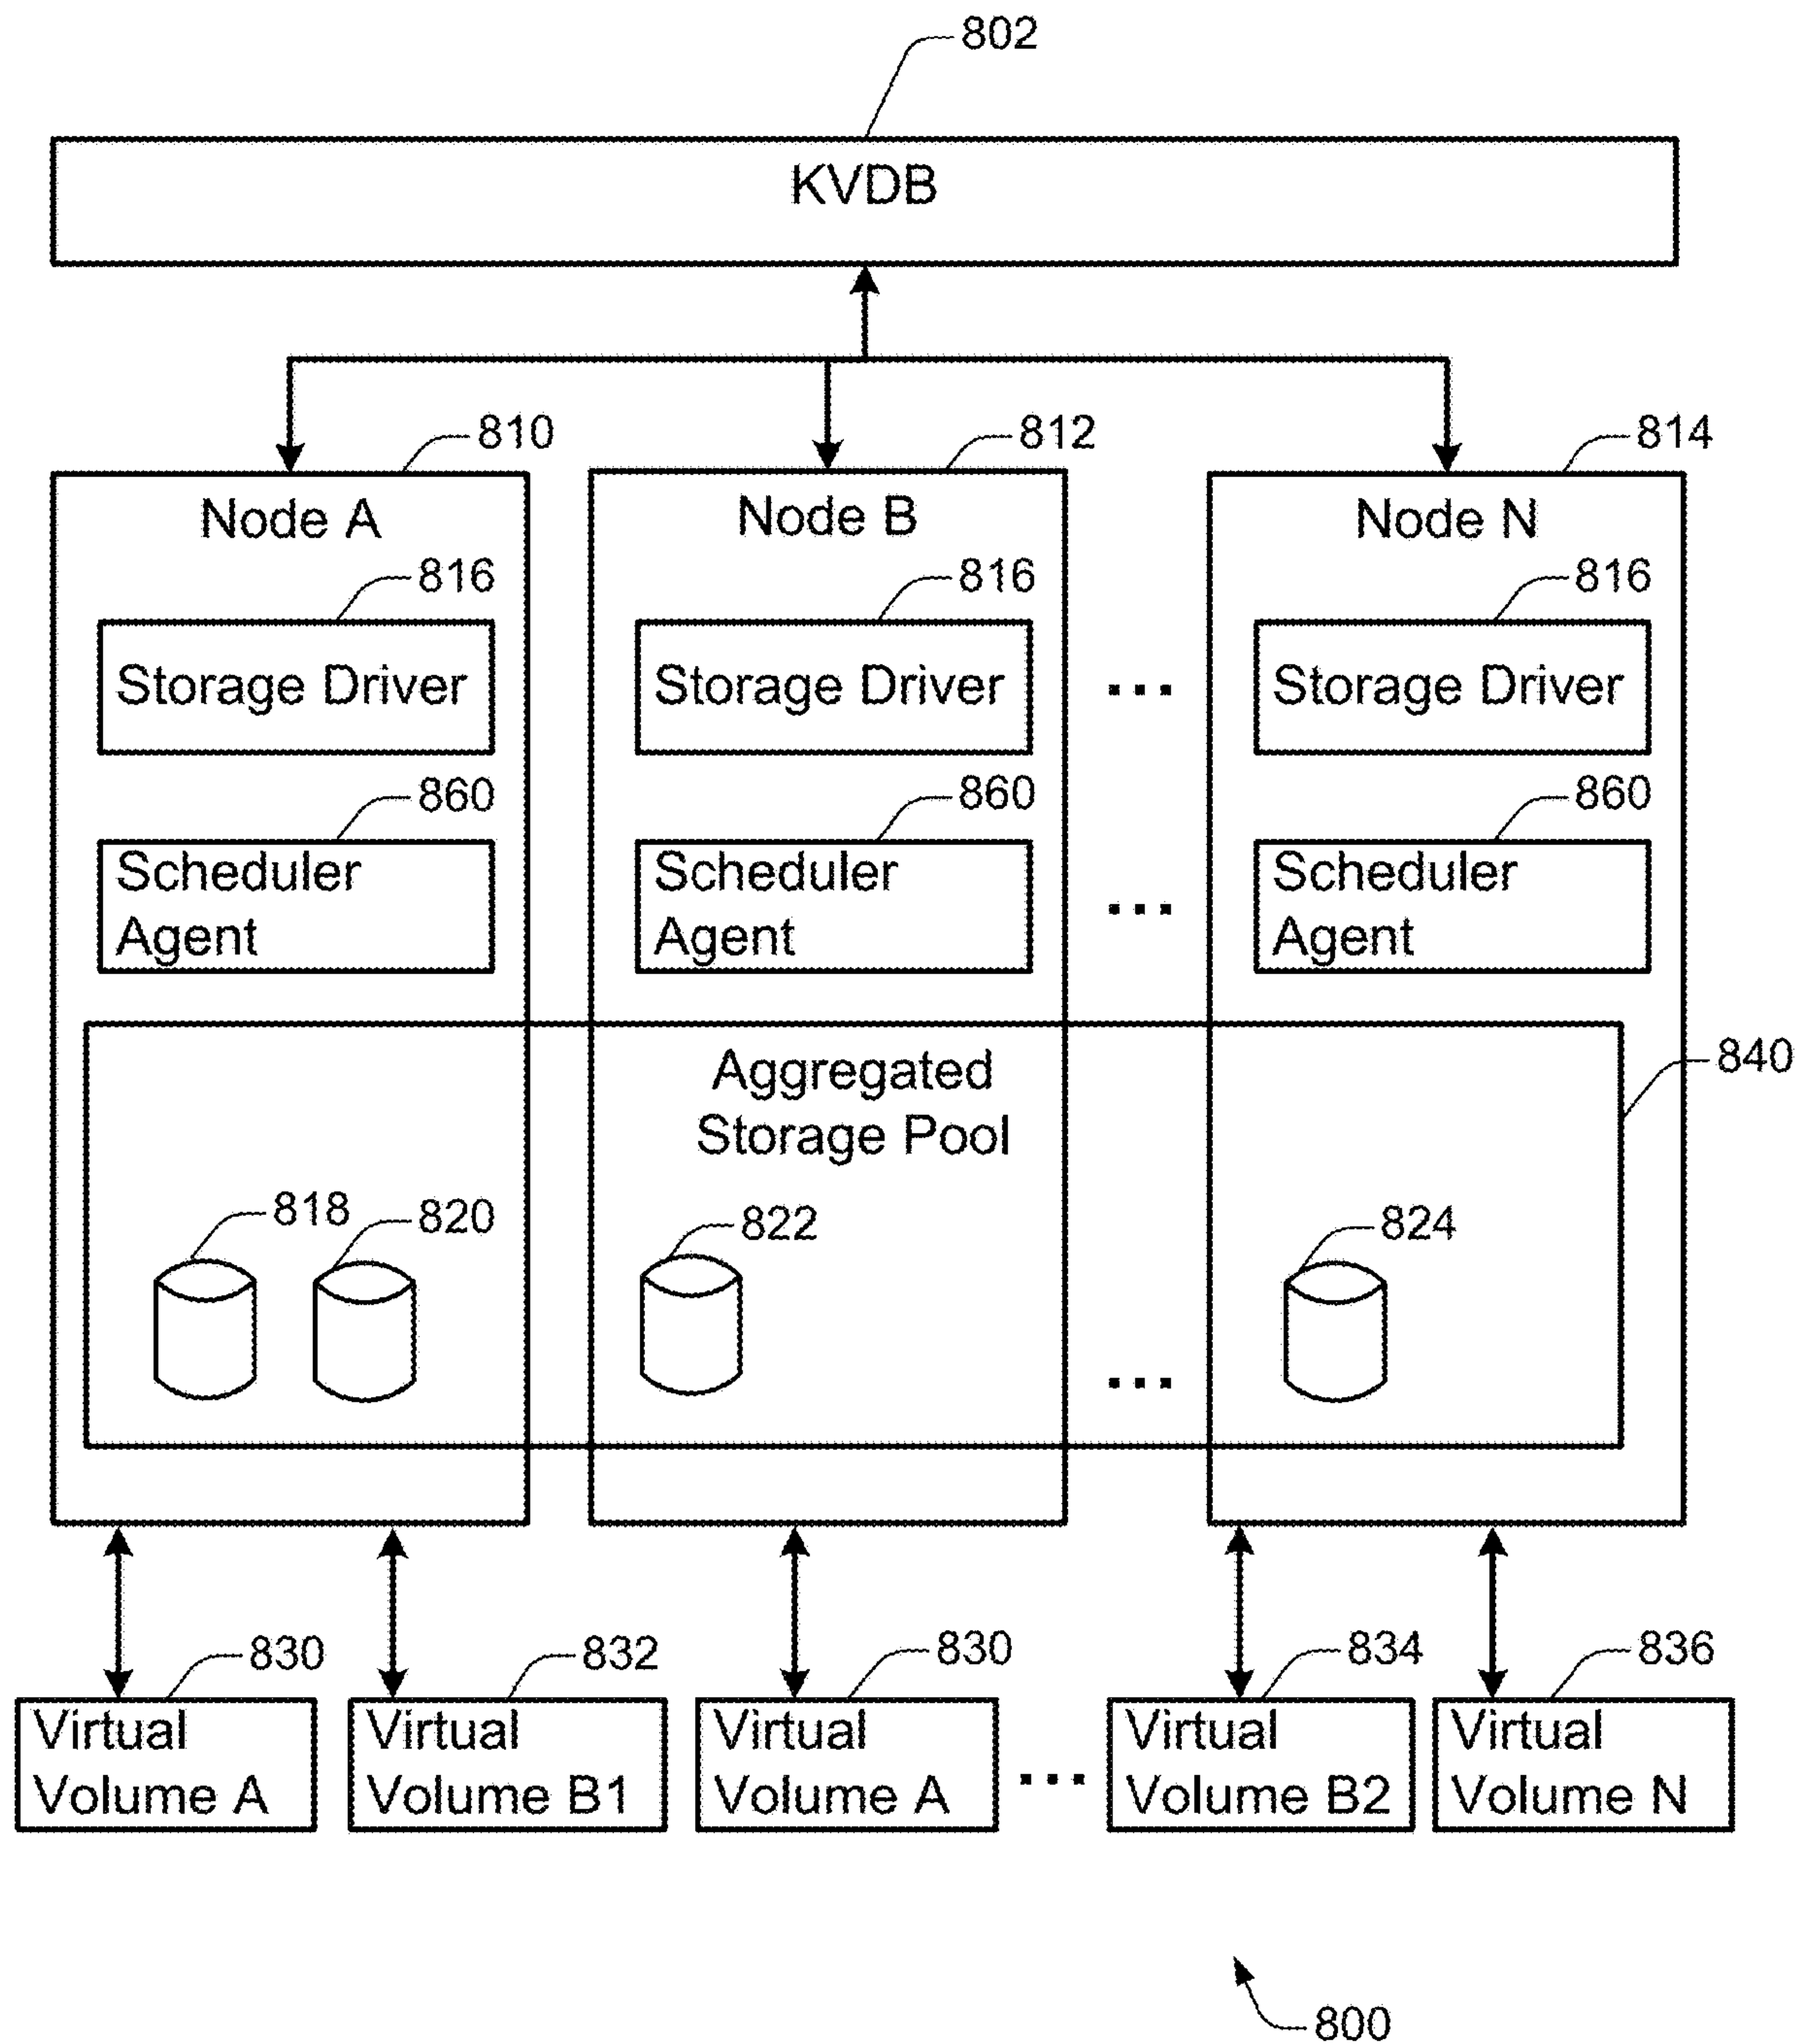 802
KVDB
810
812
814
Node A
Node B
Node N
816
816
816
Storage Driver
Storage Driver
...
Storage Driver
860
860
860
Scheduler
Agent
Scheduler
Agent
...
Scheduler
Agent
Aggregated
Storage Pool
840
818
820
822
824
...
830
832
830
834
836
Virtual
Volume A
Virtual
Volume B1
Virtual
Volume A
...
Virtual
Volume B2
Virtual
Volume N
800